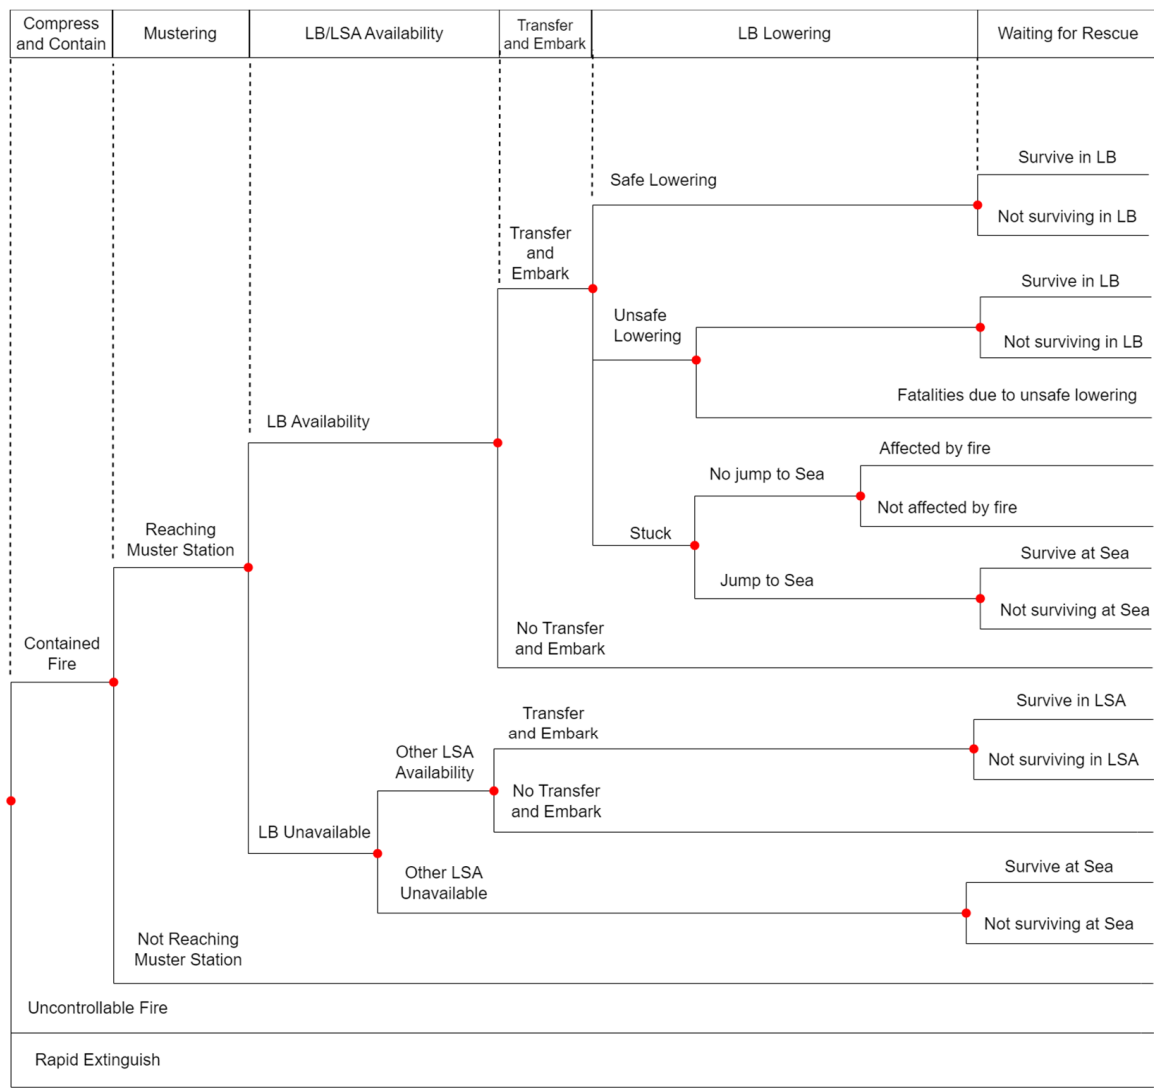 Compress
and Contain
Mustering
LB/LSA Availability
Transfer
and Embark
LB Lowering
Waiting for Rescue
Survive in LB
Safe Lowering
Not surviving in LB
Transfer
and
Embark
Survive in LB
Unsafe
Lowering
Not surviving in LB
Fatalities due to unsafe lowering
LB Availability
Affected by fire
No jump to Sea
Not affected by fire
Reaching
Muster Station
Stuck
Survive at Sea
Jump to Sea
Not surviving at Sea
No Transfer
and Embark
Contained
Fire
Survive in LSA
Transfer
and Embark
Other LSA
Availability
Not surviving in LSA
No Transfer
and Embark
LB Unavailable
Other LSA
Unavailable
Survive at Sea
Not surviving at Sea
Not Reaching
Muster Station
Uncontrollable Fire
Rapid Extinguish